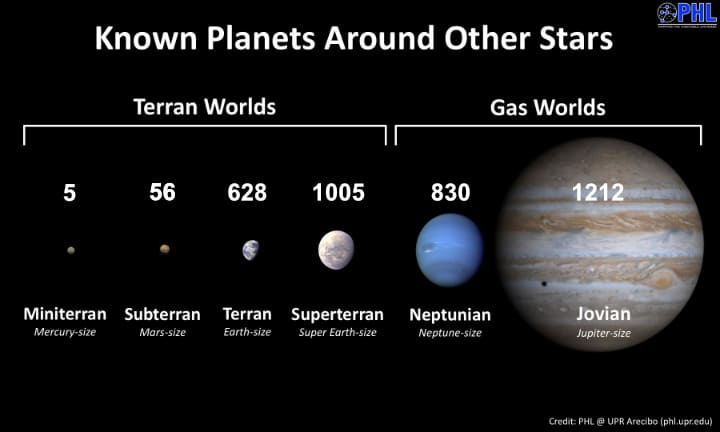 PHL
Known Planets Around Other Stars
Terran Worlds
Gas Worlds
5
56
628
1005
830
1212
Miniterran
Subterran
Terran
Superterran
Neptunian
Jovian
Mercury-size
Mars-size
Earth-size
Super Earth-size
Neptune-size
Jupiter-size
Credit: PHL @ UPR Arecibo (phl.upr.edu)